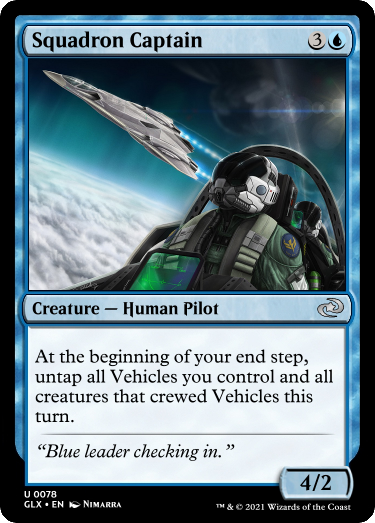 Squadron Captain 3
Creature — Human Pilot
At the beginning of your end step,
untap all Vehicles you control and all
creatures that crewed Vehicles this
turn.
“Blue leader checking in.”
4/2
U 0078
GLX • EN Nimarra
™ & © 2021 Wizards of the Coast